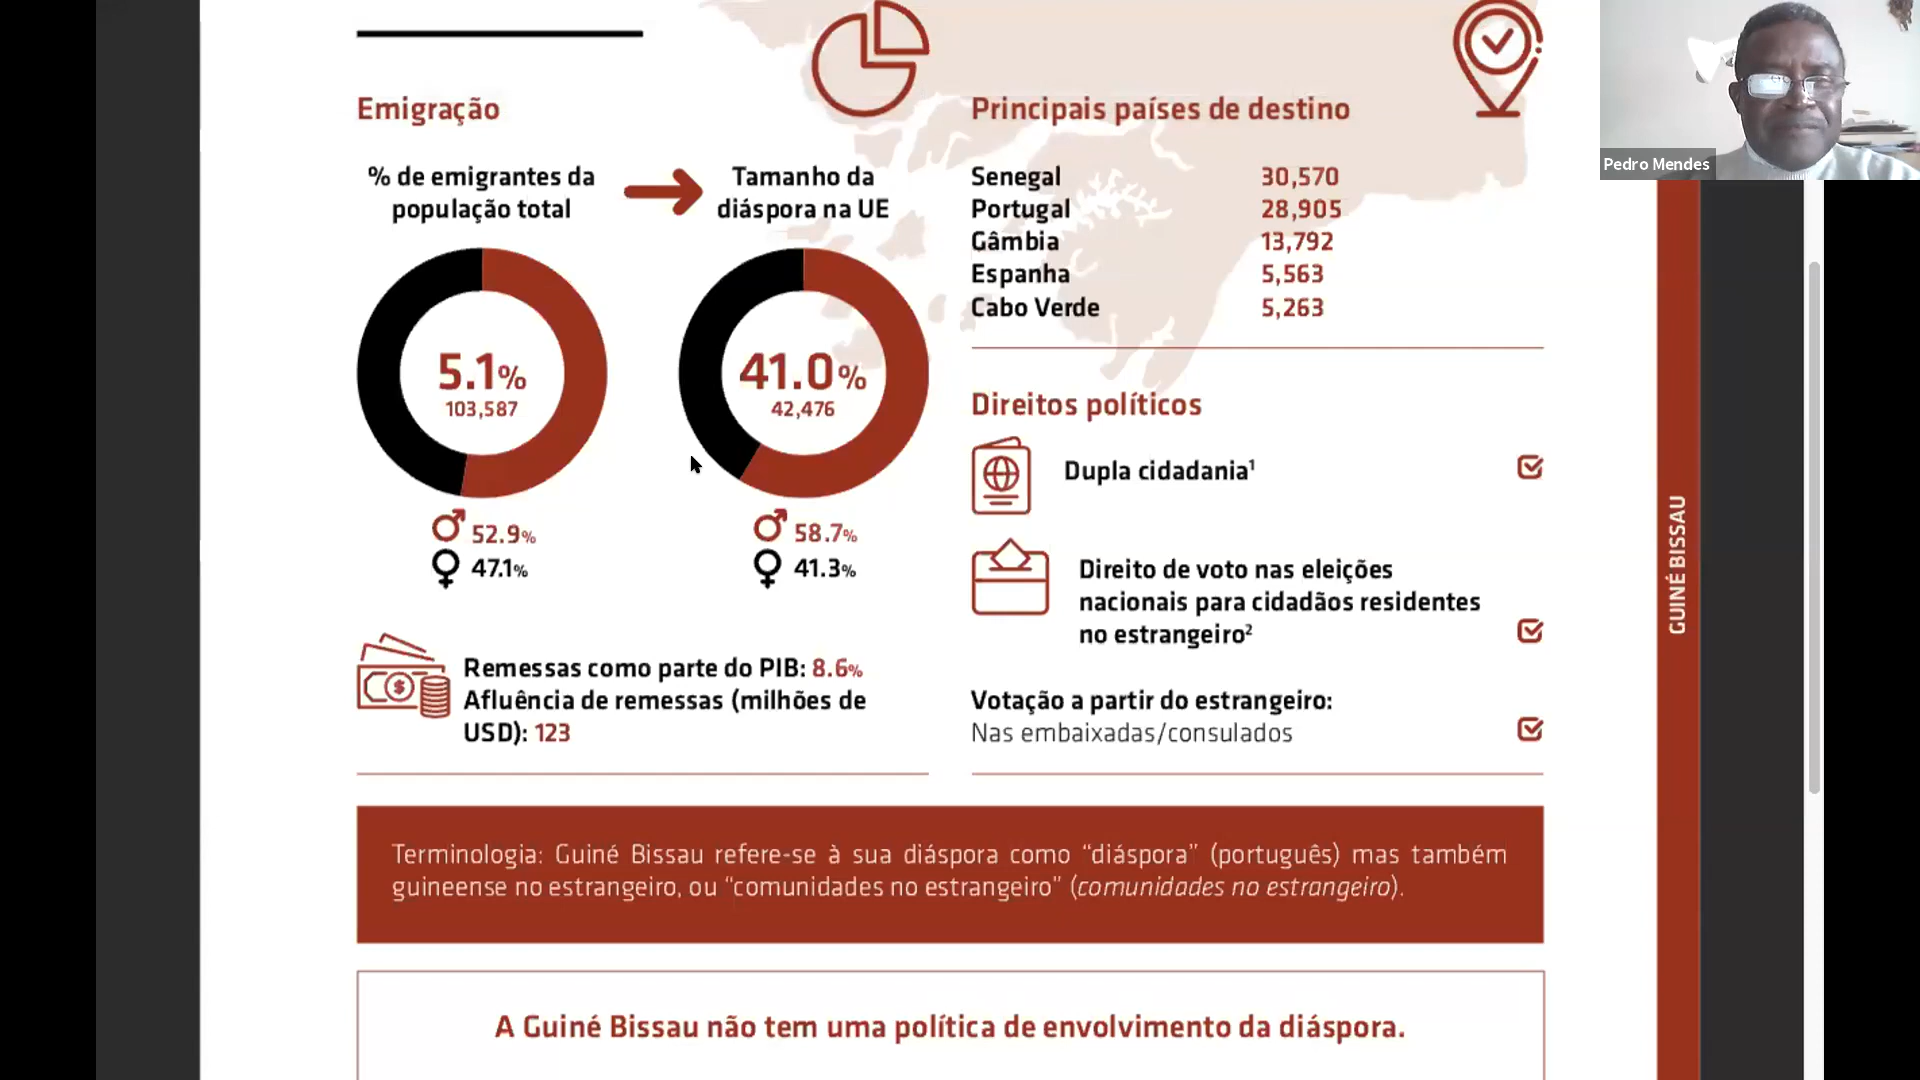 Emigração
% de emigrantes da
população total
Tamanho da
diáspora na UE
5.1%
103,587
41.0%
42,476
52.9%
47.1%
58.7%
41.3%
Remessas como parte do PIB: 8.6%
Afluência de remessas (milhões de
USD): 123
Principais países de destino
Senegal 30,570
Portugal 28,905
Gâmbia 13,792
Espanha 5,563
Cabo Verde 5,263
Direitos políticos
Dupla cidadania¹
Direito de voto nas eleições
nacionais para cidadãos residentes
no estrangeiro²
Votação a partir do estrangeiro:
Nas embaixadas/consulados
Terminologia: Guiné Bissau refere-se à sua diáspora como “diáspora” (português) mas também
guineense no estrangeiro, ou “comunidades no estrangeiro” (comunidades no estrangeiro).
A Guiné Bissau não tem uma política de envolvimento da diáspora.
GUINÉ BISSAU
Pedro Mendes